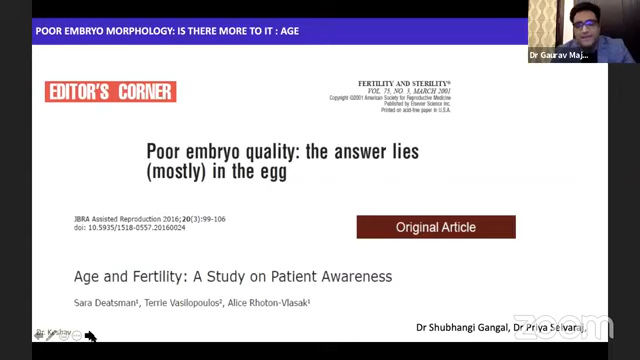 POOR EMBRYO MORPHOLOGY: IS THERE MORE TO IT : AGE
Dr Gaurav Maj...
EDITOR'S CORNER
FERTILITY AND STERILITY®
VOL. 75, NO. 3, MARCH 2001
Copyright ©2001 American Society for Reproductive Medicine
Published by Elsevier Science Inc.
Printed on acid-free paper in U.S.A.
Poor embryo quality: the answer lies
(mostly) in the egg
JBRA Assisted Reproduction 2016;20(3):99-106
doi: 10.5935/1518-0557.20160024
Original Article
Age and Fertility: A Study on Patient Awareness
Sara Deatsman¹, Terrie Vasilopoulos², Alice Rhoton-Vlasak¹
Dr. Keshav
Dr Shubhangi Gangal, Dr Priya Selvaraj,
zoom